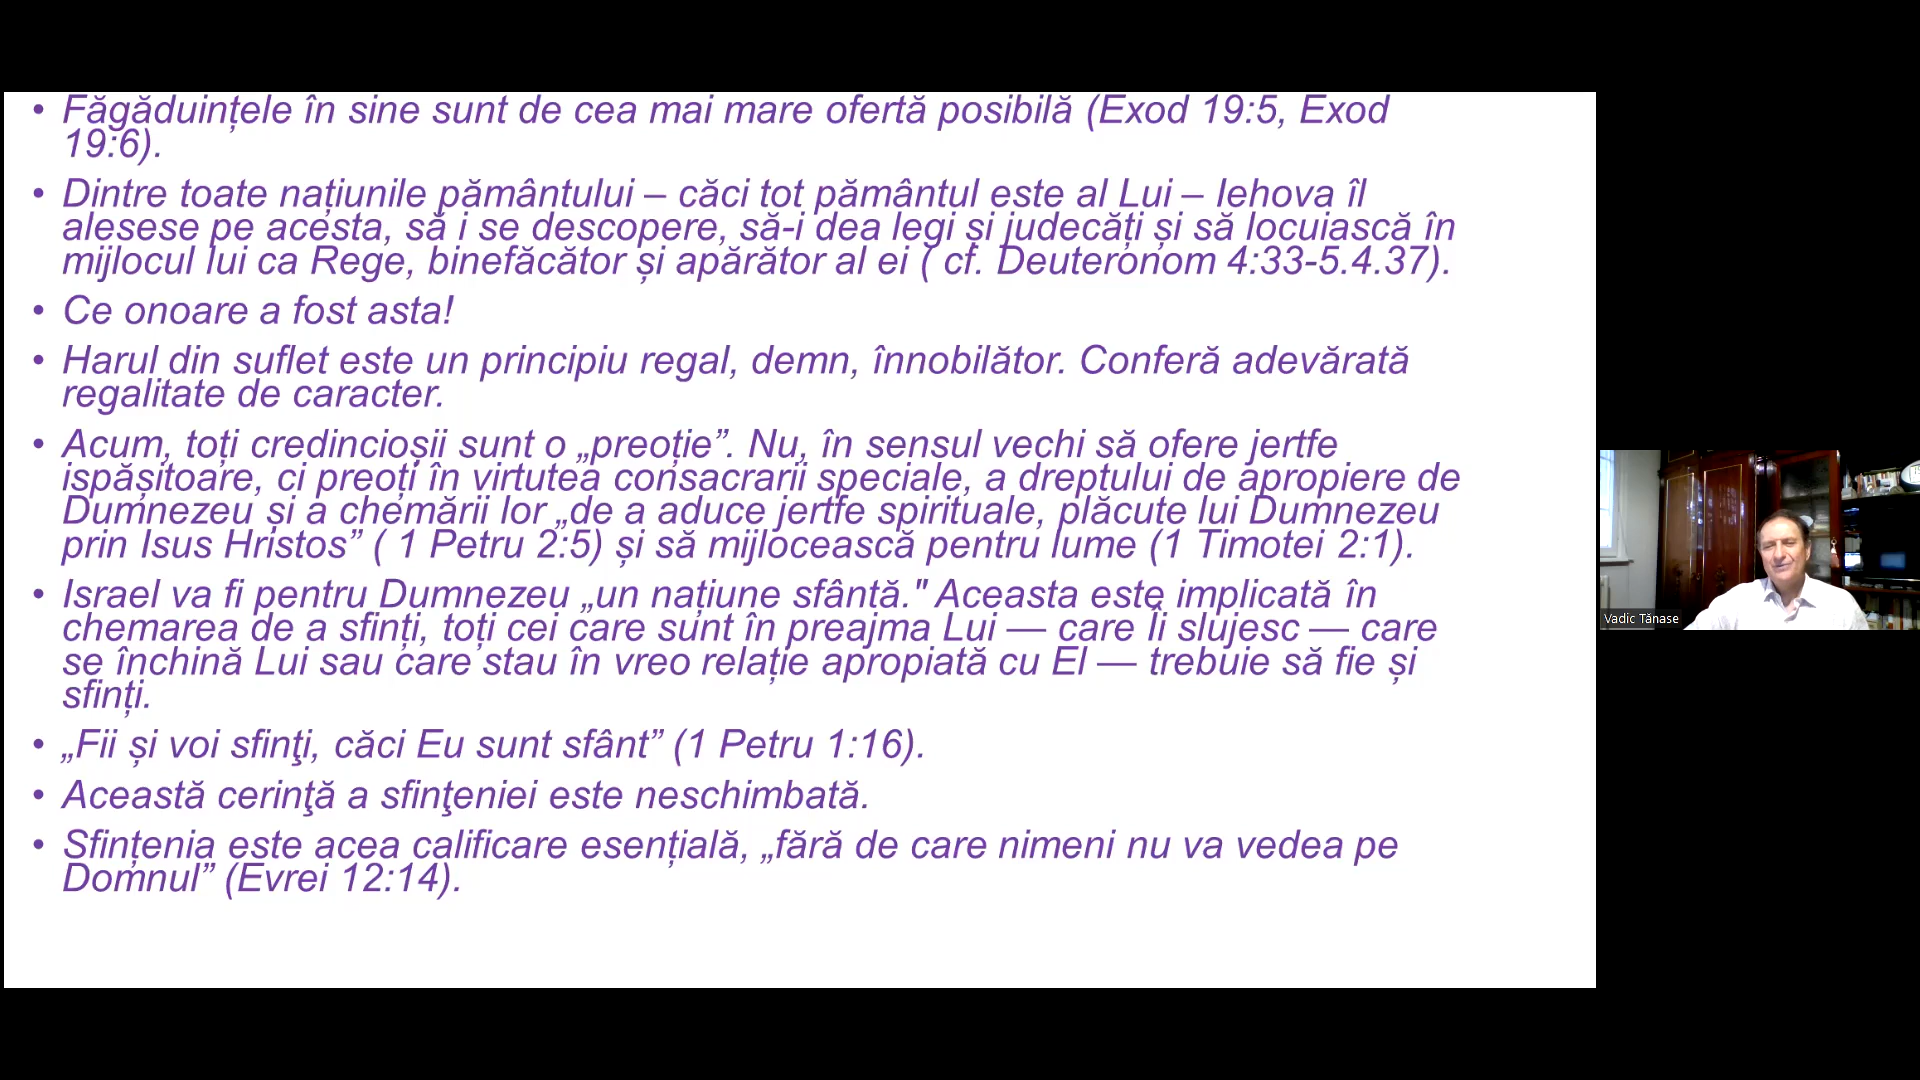 • Făgăduințele în sine sunt de cea mai mare ofertă posibilă (Exod 19:5, Exod
19:6).
• Dintre toate națiunile pământului – căci tot pământul este al Lui – Iehova îl
alesese pe acesta, să i se descopere, să-i dea legi și judecăți și să locuiască în
mijlocul lui ca Rege, binefăcător și apărător al ei ( cf. Deuteronom 4:33-5.4.37).
• Ce onoare a fost asta!
• Harul din suflet este un principiu regal, demn, înnobilător. Conferă adevărată
regalitate de caracter.
• Acum, toți credincioșii sunt o „preoție”. Nu, în sensul vechi să ofere jertfe
ispășitoare, ci preoți în virtutea consacrarii speciale, a dreptului de apropiere de
Dumnezeu și a chemării lor „de a aduce jertfe spirituale, plăcute lui Dumnezeu
prin Isus Hristos” ( 1 Petru 2:5) și să mijlocească pentru lume (1 Timotei 2:1).
• Israel va fi pentru Dumnezeu „un națiune sfântă." Aceasta este implicată în
chemarea de a sfinți, toți cei care sunt în preajma Lui — care Îi slujesc — care
se închină Lui sau care stau în vreo relație apropiată cu El — trebuie să fie și
sfinți.
• „Fii și voi sfinţi, căci Eu sunt sfânt” (1 Petru 1:16).
• Această cerinţă a sfinţeniei este neschimbată.
• Sfințenia este acea calificare esențială, „fără de care nimeni nu va vedea pe
Domnul” (Evrei 12:14).
Vadic Tănase